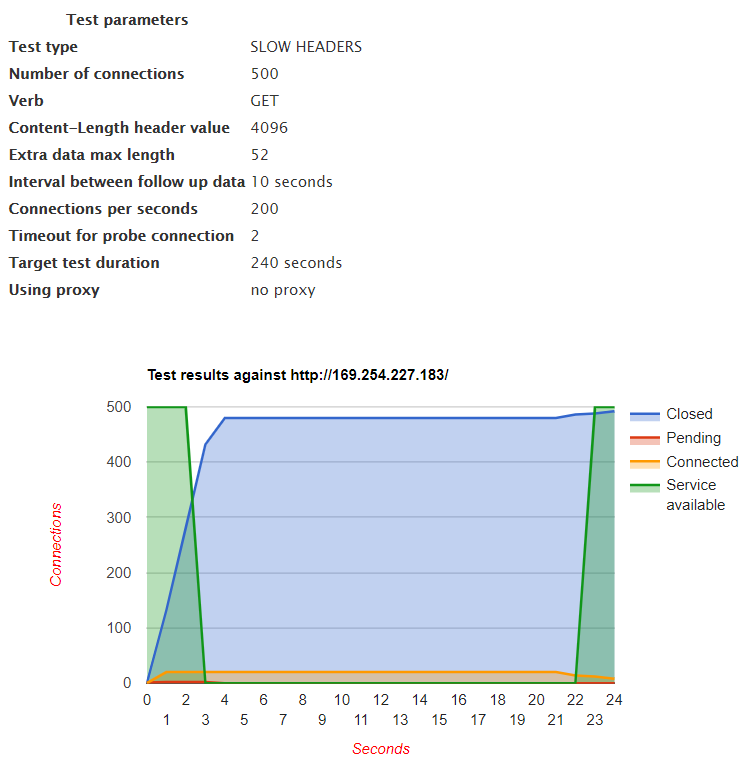 Test parameters
Test type SLOW HEADERS
Number of connections 500
Verb GET
Content-Length header value 4096
Extra data max length 52
Interval between follow up data 10 seconds
Connections per seconds 200
Timeout for probe connection 2
Target test duration 240 seconds
Using proxy no proxy
Test results against http://169.254.227.183/
500
400
300
200
100
0
Connections
Closed
Pending
Connected
Service
available
0 2 4 6 8 10 12 14 16 18 20 22 24
1 3 5 7 9 11 13 15 17 19 21 23
Seconds